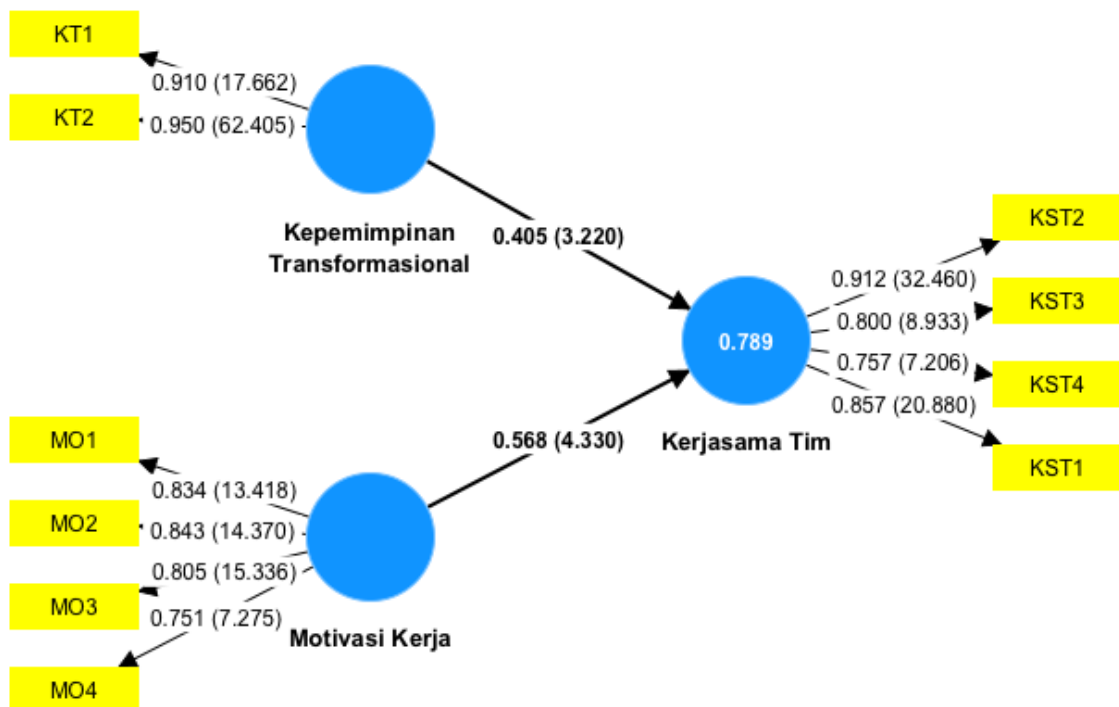 KT1
0.910 (17.662)
KT2
0.950 (62.405)
Kepemimpinan
Transformasional
0.405 (3.220)
KST2
0.912 (32.460)
KST3
0.800 (8.933)
0.789
0.757 (7.206)
KST4
0.857 (20.880)
Kerjasama Tim
KST1
0.568 (4.330)
MO1
0.834 (13.418)
MO2
0.843 (14.370)
0.805 (15.336)
MO3
0.751 (7.275)
Motivasi Kerja
MO4